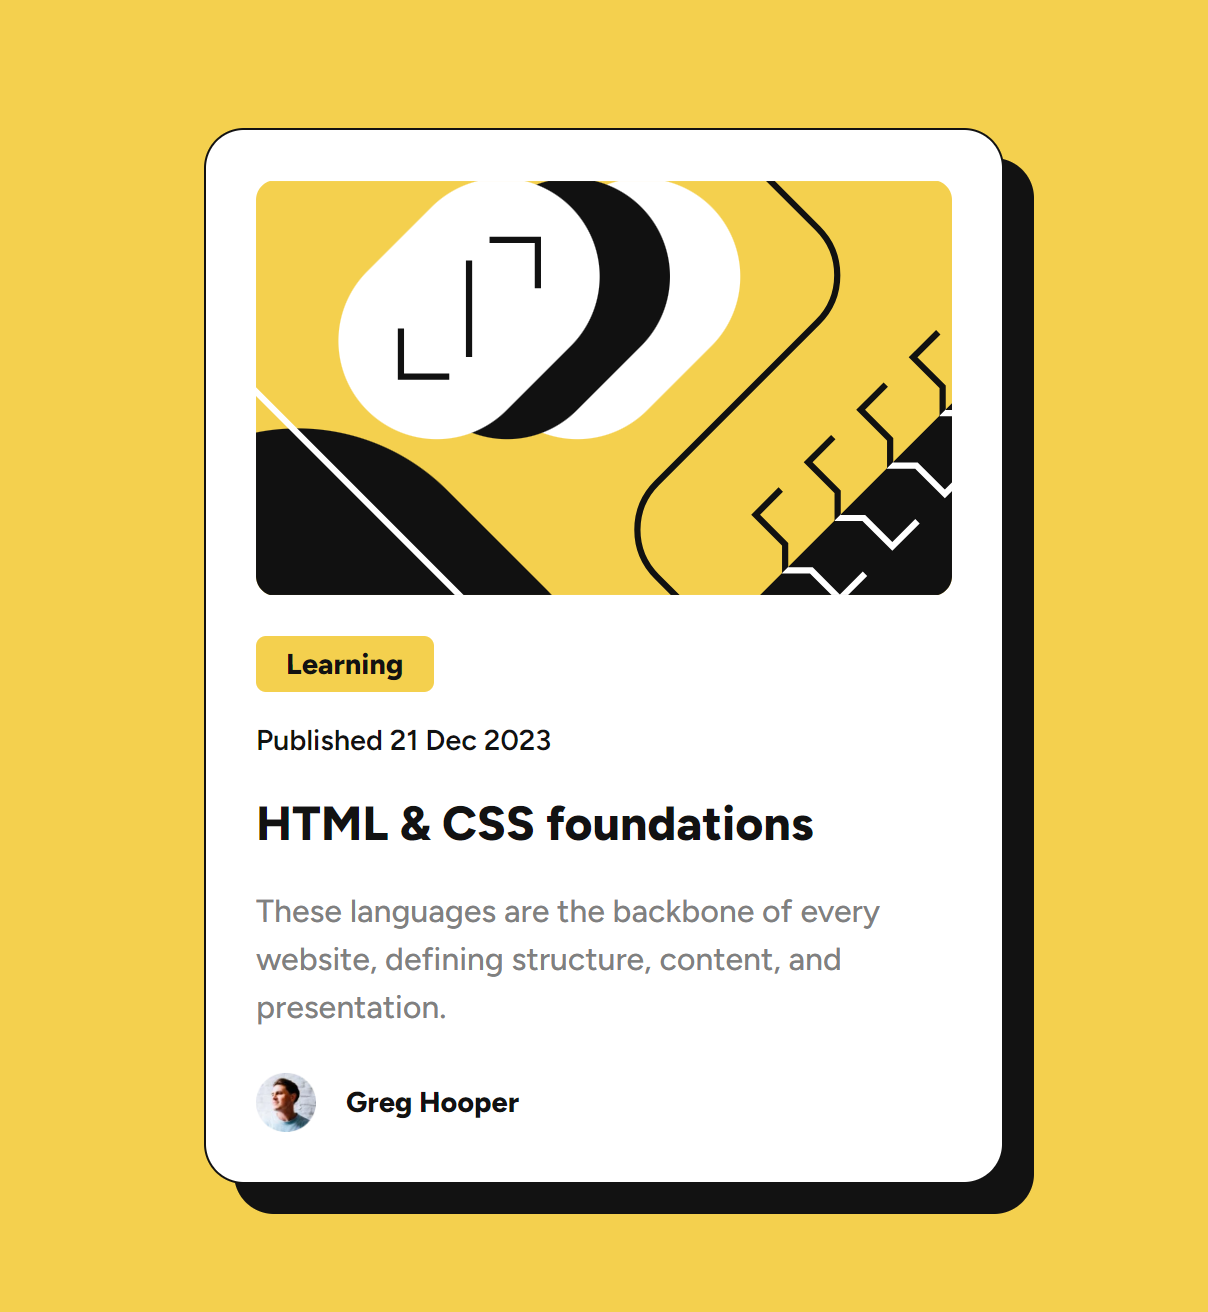 Learning
Published 21 Dec 2023
HTML & CSS foundations
These languages are the backbone of every
website, defining structure, content, and
presentation.
Greg Hooper